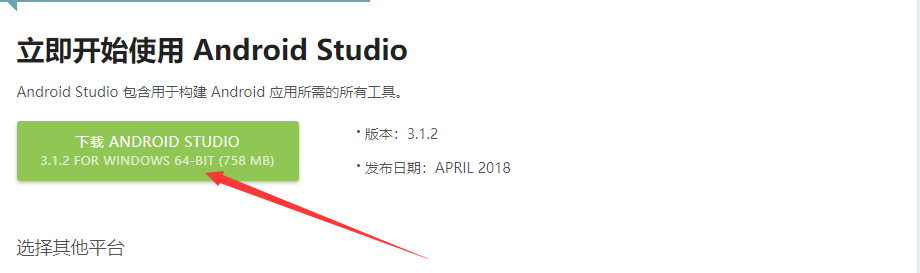 立即开始使用 Android Studio
Android Studio 包含用于构建 Android 应用所需的所有工具。
下载 ANDROID STUDIO
3.1.2 FOR WINDOWS 64-BIT (758 MB)
• 版本：3.1.2
• 发布日期：APRIL 2018
选择其他平台